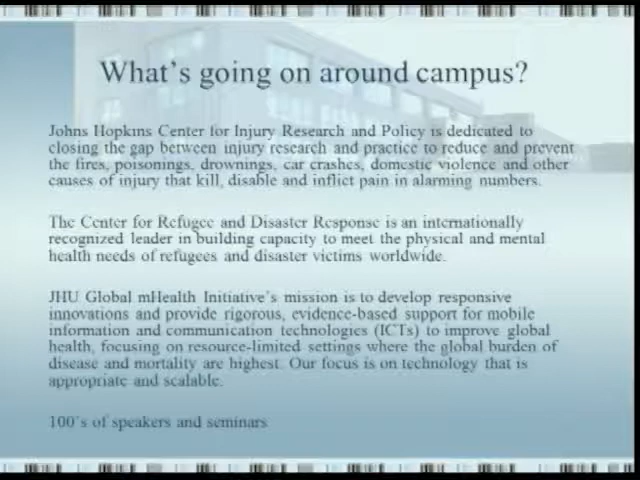 What's going on around campus?
Johns Hopkins Center for Injury Research and Policy is dedicated to
closing the gap between injury research and practice to reduce and prevent
the fires, poisonings, drownings, car crashes, domestic violence and other
causes of injury that kill, disable and inflict pain in alarming numbers.
The Center for Refugee and Disaster Response is an internationally
recognized leader in building capacity to meet the physical and mental
health needs of refugees and disaster victims worldwide.
JHU Global mHealth Initiative's mission is to develop responsive
innovations and provide rigorous, evidence-based support for mobile
information and communication technologies (ICTs) to improve global
health, focusing on resource-limited settings where the global burden of
disease and mortality are highest. Our focus is on technology that is
appropriate and scalable.
100's of speakers and seminars